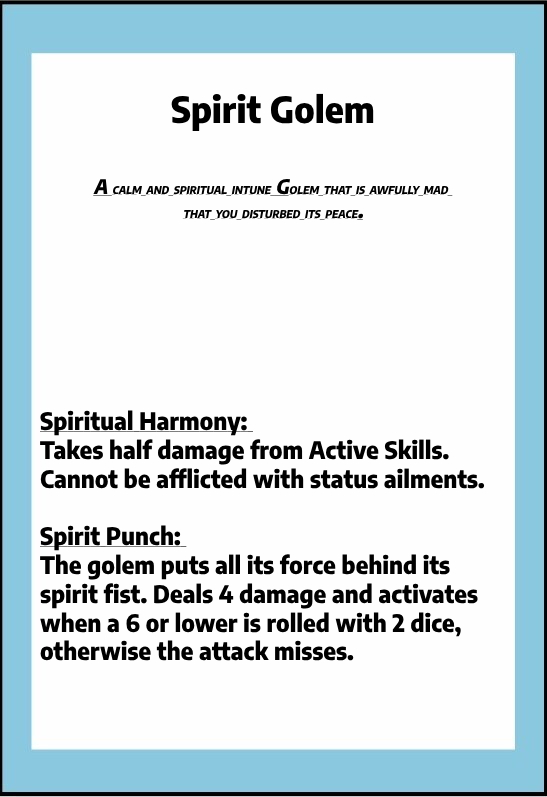 Spirit Golem
A calm and spiritual intune Golem that is awfully mad
that you disturbed its peace.
Spiritual Harmony:
Takes half damage from Active Skills.
Cannot be afflicted with status ailments.
Spirit Punch:
The golem puts all its force behind its
spirit fist. Deals 4 damage and activates
when a 6 or lower is rolled with 2 dice,
otherwise the attack misses.